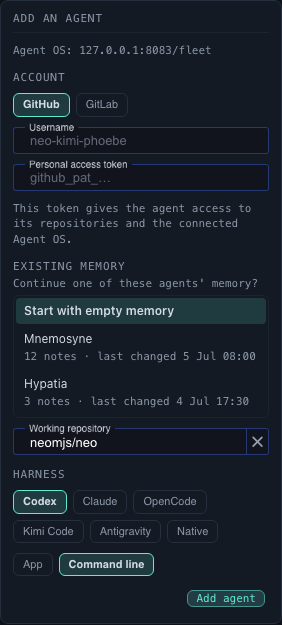 ADD AN AGENT
Agent OS: 127.0.0.1:8083/fleet
ACCOUNT
GitHub GitLab
Username
neo-kimi-phoebe
Personal access token
github_pat_…
This token gives the agent access to
its repositories and the connected
Agent OS.
EXISTING MEMORY
Continue one of these agents' memory?
Start with empty memory
Mnemosyne
12 notes · last changed 5 Jul 08:00
Hypatia
3 notes · last changed 4 Jul 17:30
Working repository
neomjs/neo
HARNESS
Codex Claude OpenCode
Kimi Code Antigravity Native
App Command line
Add agent